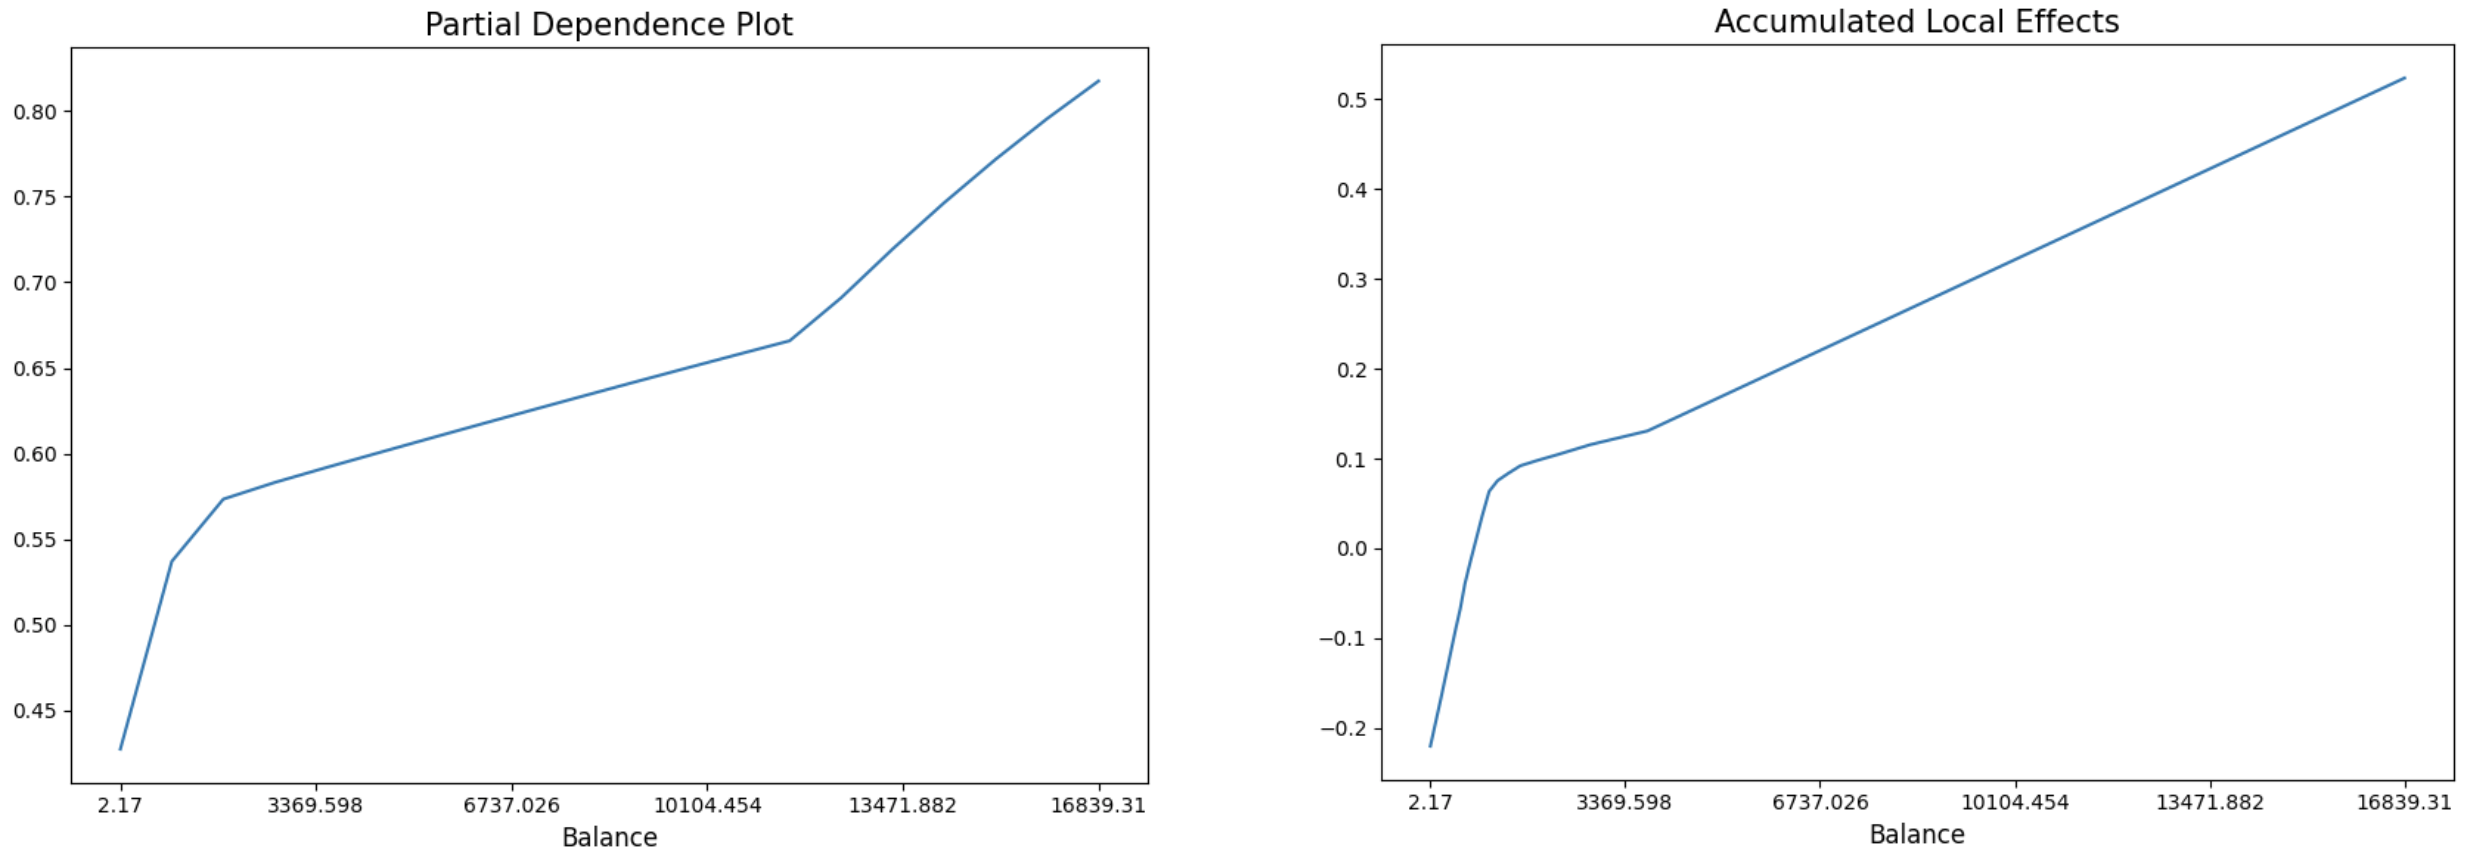 Partial Dependence Plot
0.80
0.75
0.70
0.65
0.60
0.55
0.50
0.45
2.17 3369.598 6737.026 10104.454 13471.882 16839.31
Balance
Accumulated Local Effects
0.5
0.4
0.3
0.2
0.1
0.0
−0.1
−0.2
2.17 3369.598 6737.026 10104.454 13471.882 16839.31
Balance